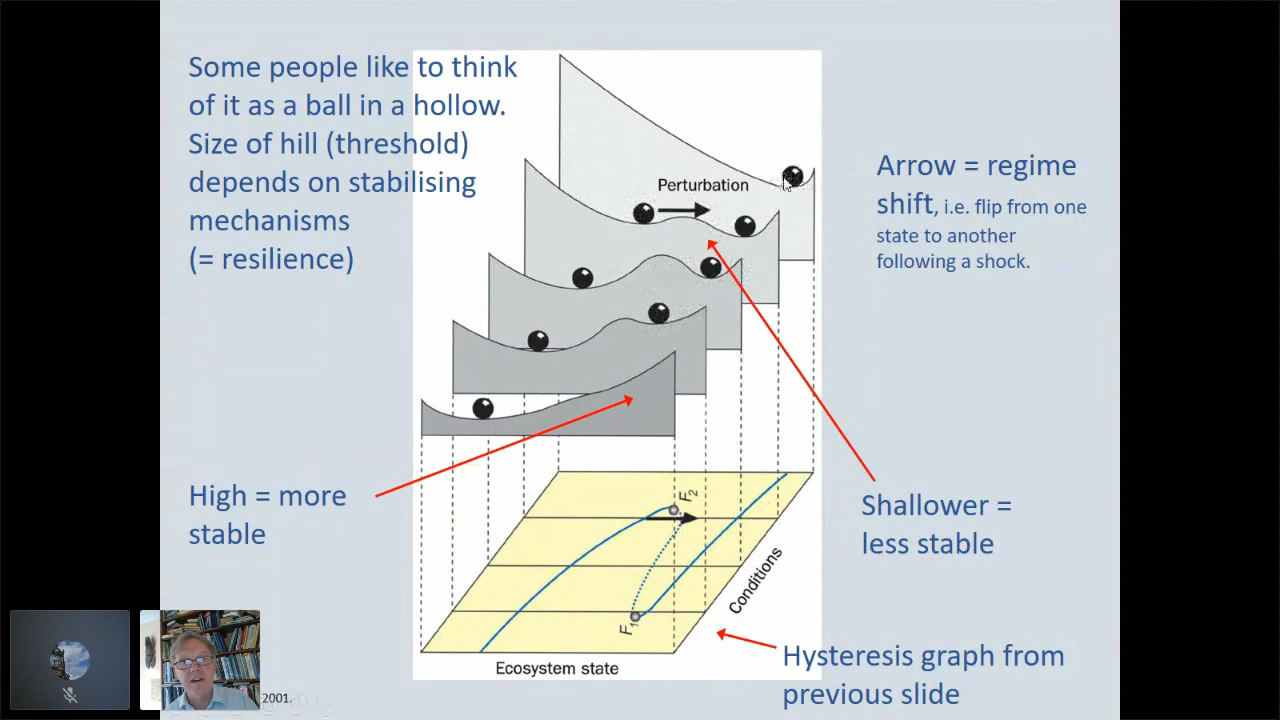 Some people like to think
of it as a ball in a hollow.
Size of hill (threshold)
depends on stabilising
mechanisms
(= resilience)
Perturbation
Arrow = regime
shift, i.e. flip from one
state to another
following a shock.
High = more
stable
Shallower =
less stable
F2
F1
Conditions
Ecosystem state
Hysteresis graph from
previous slide
2001.